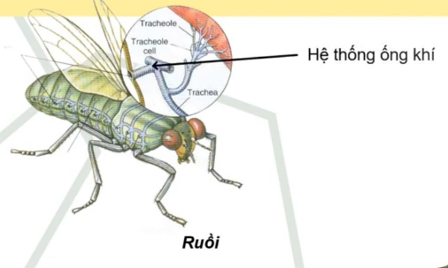 Tracheole
Tracheole
cell
Trachea
Hệ thống ống khí
Ruồi